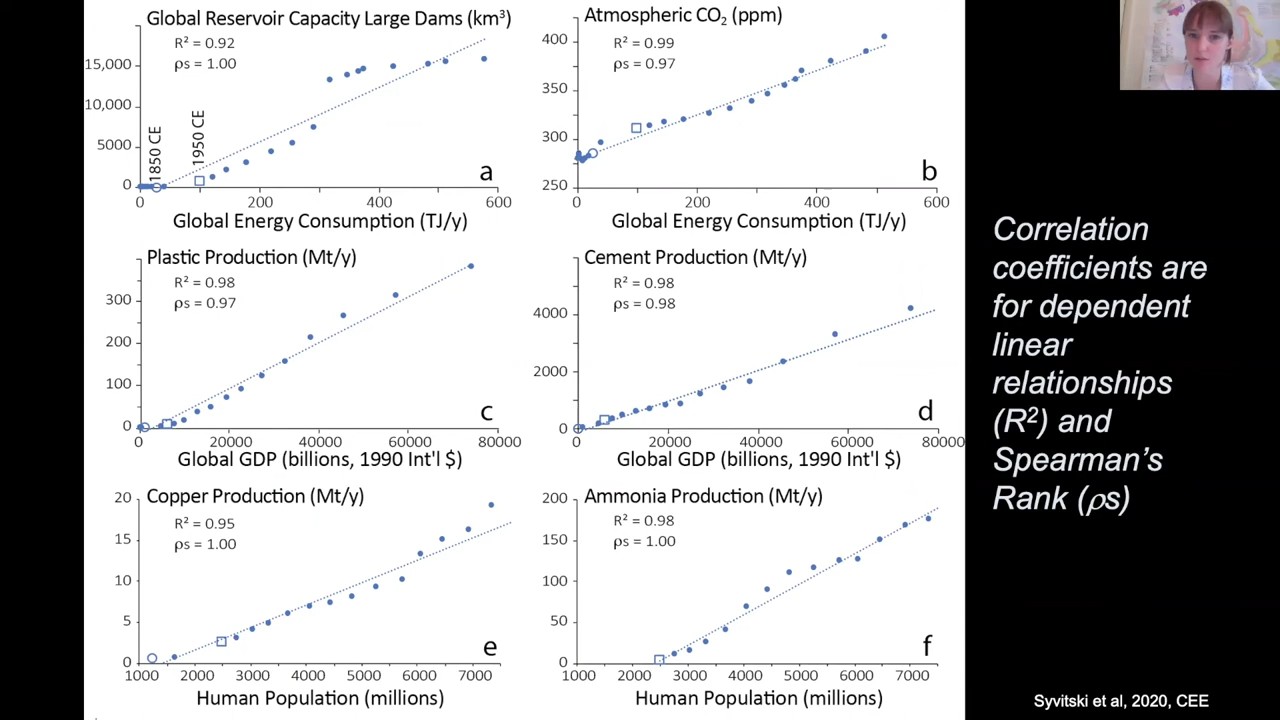 Global Reservoir Capacity Large Dams (km³)
R² = 0.92
ρs = 1.00
15,000
10,000
5000
0
1850 CE
1950 CE
a
0 200 400 600
Global Energy Consumption (TJ/y)
Atmospheric CO₂ (ppm)
R² = 0.99
ρs = 0.97
400
350
300
250
b
0 200 400 600
Global Energy Consumption (TJ/y)
Plastic Production (Mt/y)
R² = 0.98
ρs = 0.97
300
200
100
0
c
0 20000 40000 60000 80000
Global GDP (billions, 1990 Int'l $)
Cement Production (Mt/y)
R² = 0.98
ρs = 0.98
4000
2000
0
d
0 20000 40000 60000 80000
Global GDP (billions, 1990 Int'l $)
Copper Production (Mt/y)
R² = 0.95
ρs = 1.00
20
15
10
5
0
e
1000 2000 3000 4000 5000 6000 7000
Human Population (millions)
Ammonia Production (Mt/y)
R² = 0.98
ρs = 1.00
200
150
100
50
0
f
1000 2000 3000 4000 5000 6000 7000
Human Population (millions)
Correlation
coefficients are
for dependent
linear
relationships
(R²) and
Spearman's
Rank (ρs)
Syvitski et al, 2020, CEE